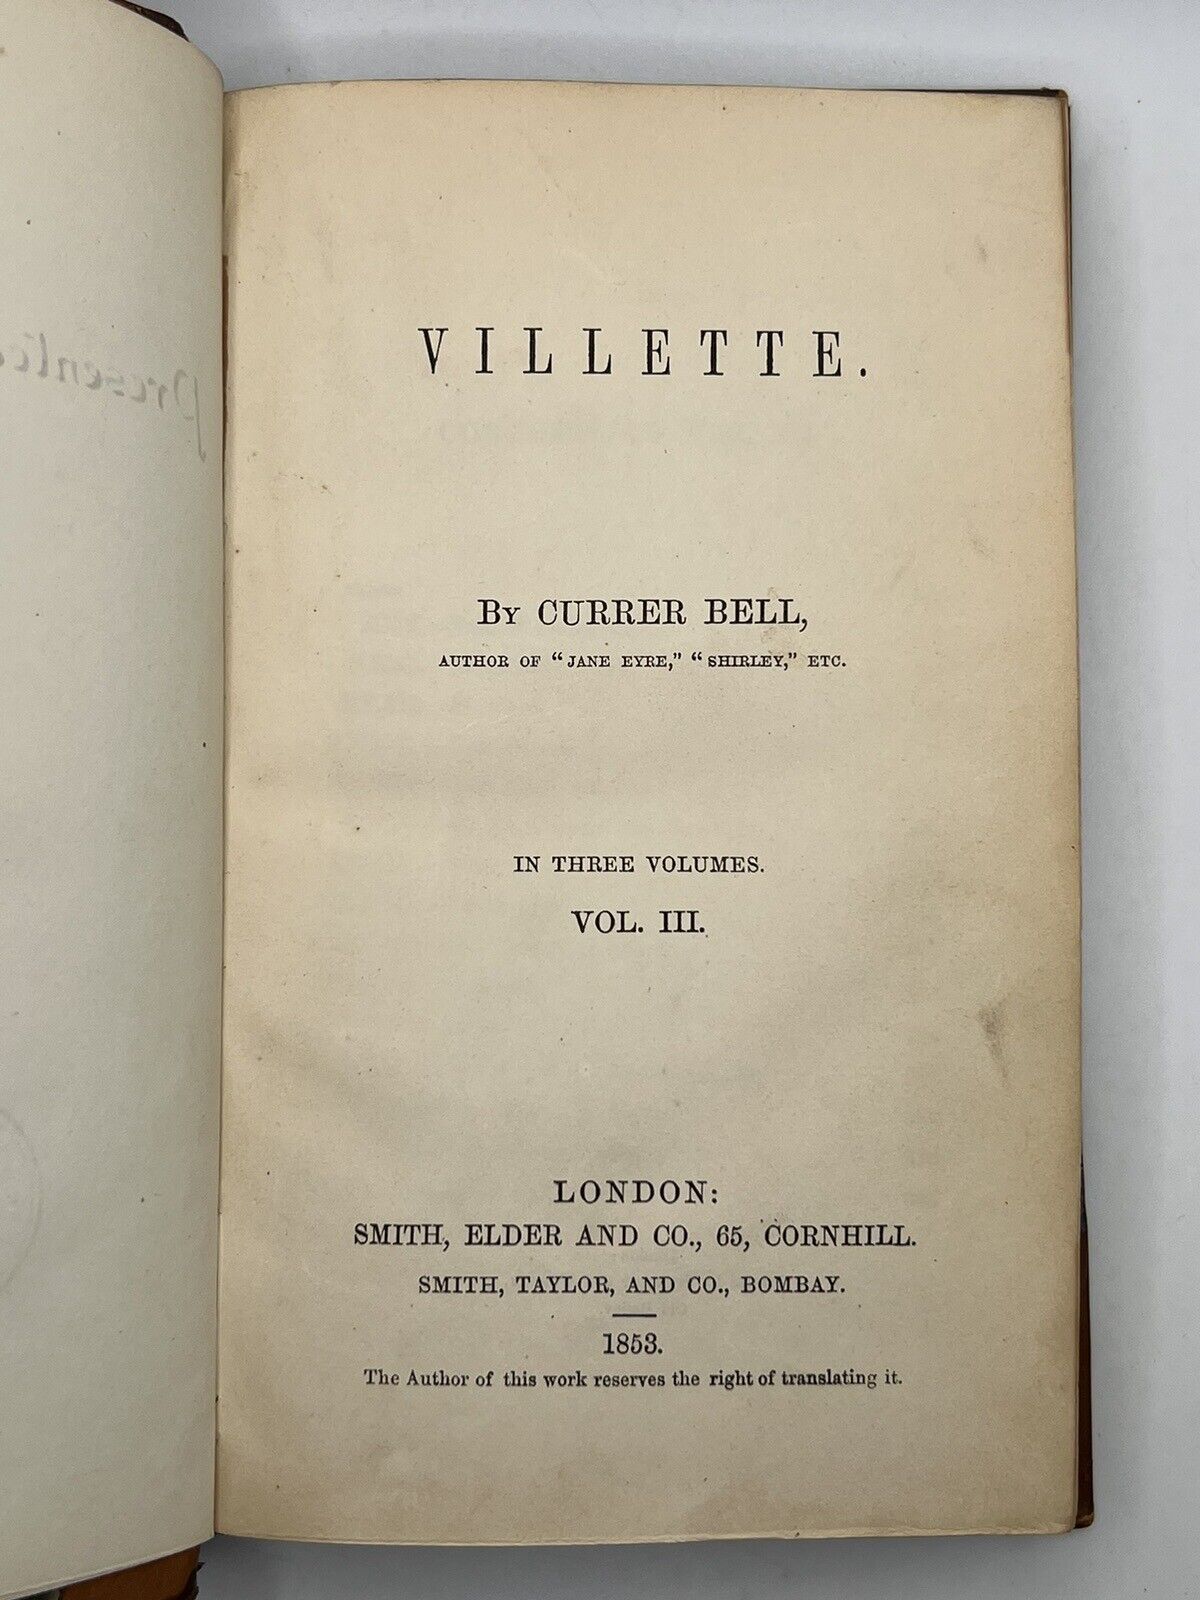 VILLETTE.
By CURRER BELL,
AUTHOR OF “JANE EYRE,” “SHIRLEY,” ETC.
IN THREE VOLUMES.
VOL. III.
LONDON:
SMITH, ELDER AND CO., 65, CORNHILL.
SMITH, TAYLOR, AND CO., BOMBAY.
1853.
The Author of this work reserves the right of translating it.